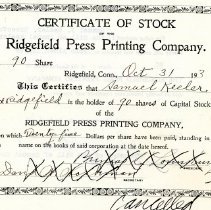 CERTIFICATE OF STOCK
OF THE
Ridgefield Press Printing Company.
90 Share
Ridgefield, Conn., Oct 31 193
This Certifies that Samuel Keeler
Ridgefield is the holder of 90 shares of Capital Stock
OF THE
RIDGEFIELD PRESS PRINTING COMPANY,
on which Twenty five Dollars per share have been paid, standing in
name on the books of said corporation at the date hereof.
SECRETARY
Cancelled